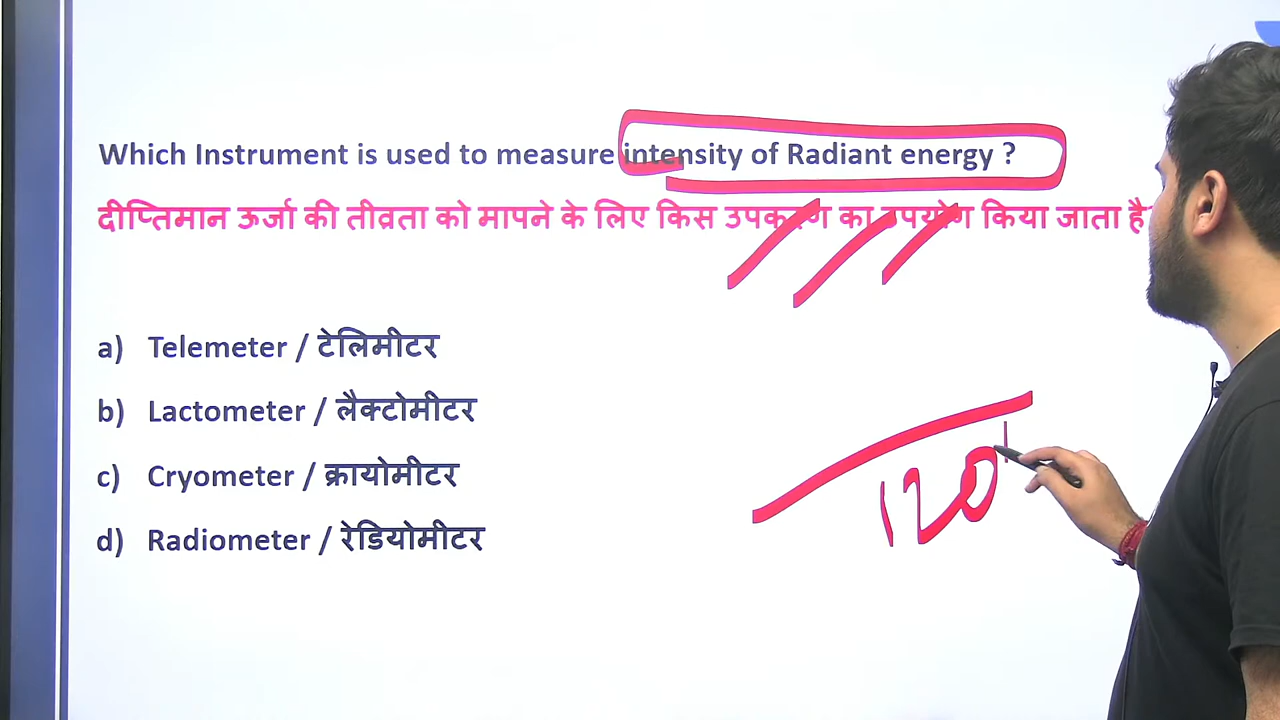 Which Instrument is used to measure intensity of Radiant energy ?
दीप्तिमान ऊर्जा की तीव्रता को मापने के लिए किस उपकरण का उपयोग किया जाता है
a) Telemeter / टेलिमीटर
b) Lactometer / लैक्टोमीटर
c) Cryometer / क्रायोमीटर
d) Radiometer / रेडियोमीटर
120